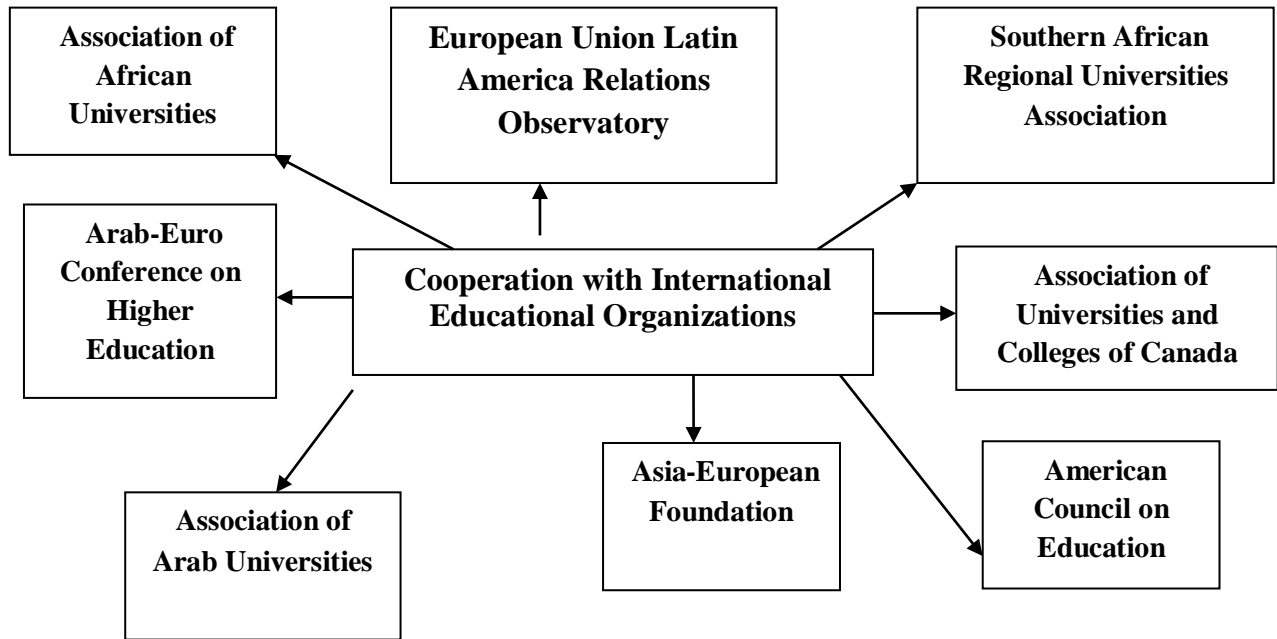 Association of
African
Universities
European Union Latin
America Relations
Observatory
Southern African
Regional Universities
Association
Arab-Euro
Conference on
Higher
Education
Cooperation with International
Educational Organizations
Association of
Universities and
Colleges of Canada
Association of
Arab Universities
Asia-European
Foundation
American
Council on
Education